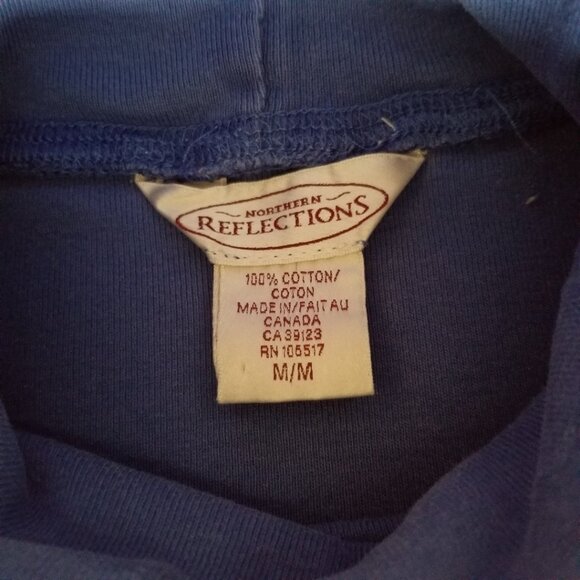 NORTHERN
REFLECTIONS
100% COTTON/
COTON
MADE IN/FAIT AU
CANADA
CA 39123
RN 106517
M/M